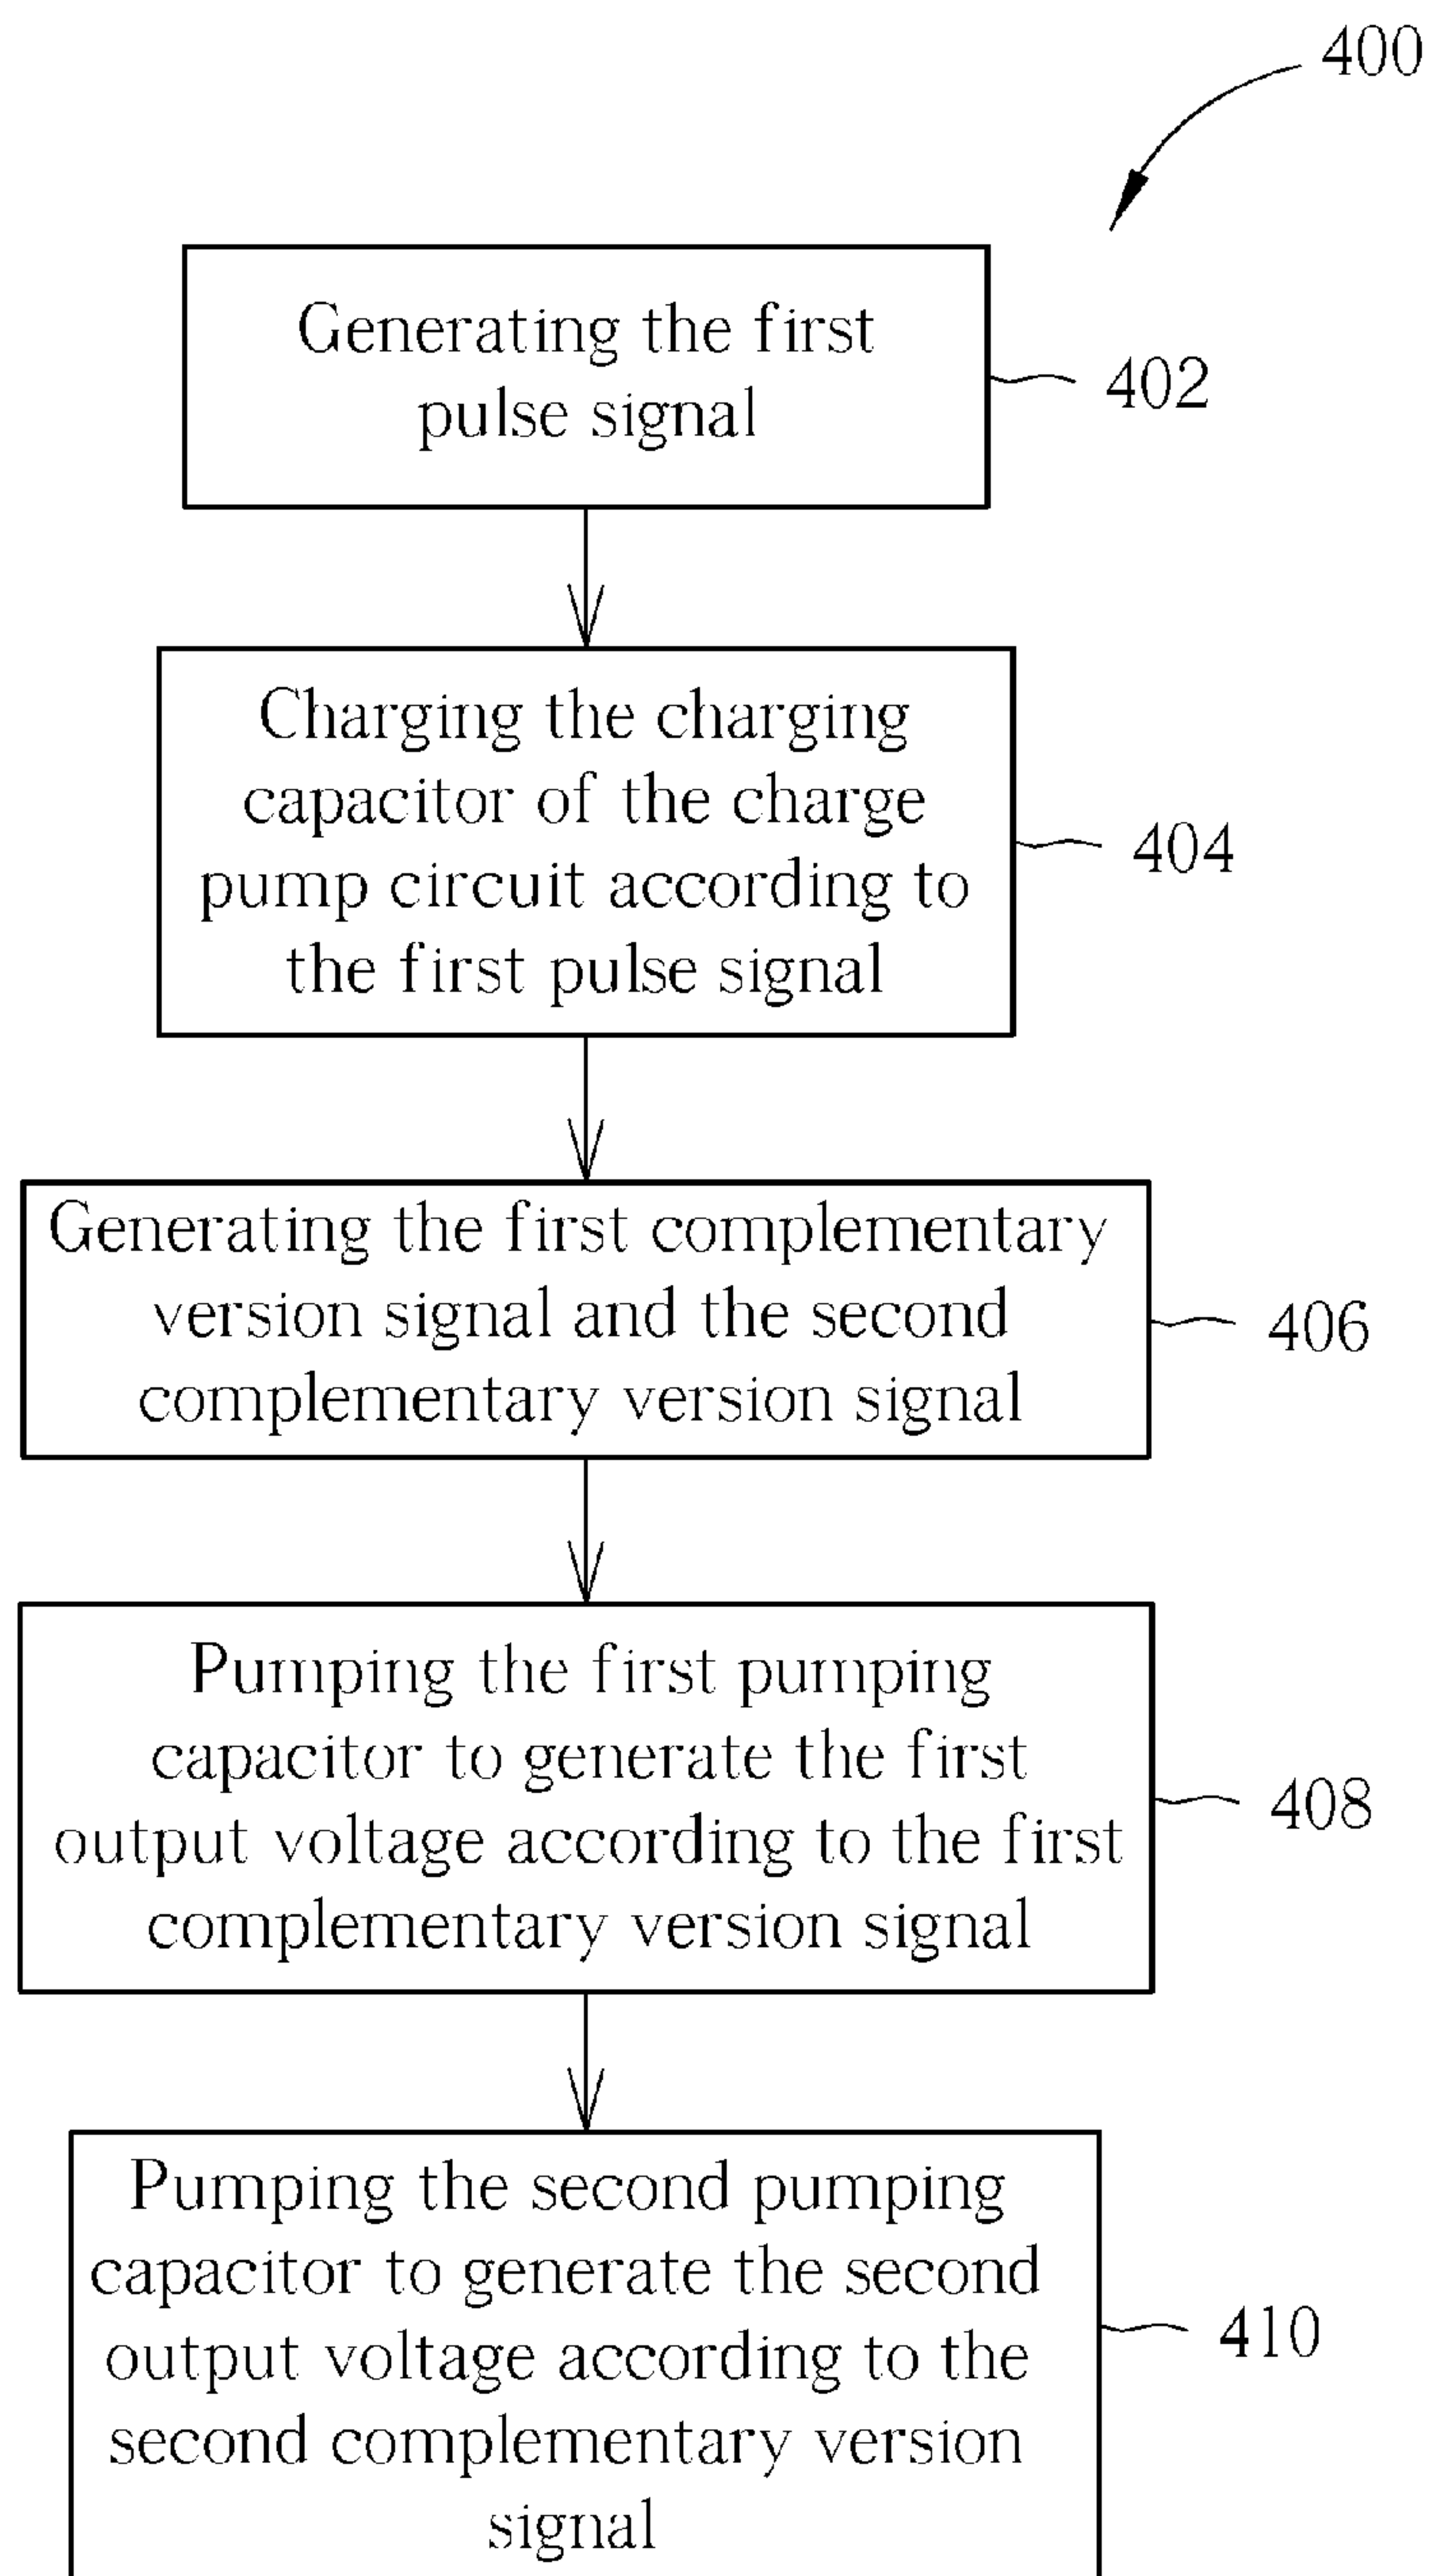 400
Generating the first
pulse signal
402
Charging the charging
capacitor of the charge
pump circuit according to
the first pulse signal
404
Generating the first complementary
version signal and the second
complementary version signal
406
Pumping the first pumping
capacitor to generate the first
output voltage according to the first
complementary version signal
408
Pumping the second pumping
capacitor to generate the second
output voltage according to the
second complementary version
signal
410